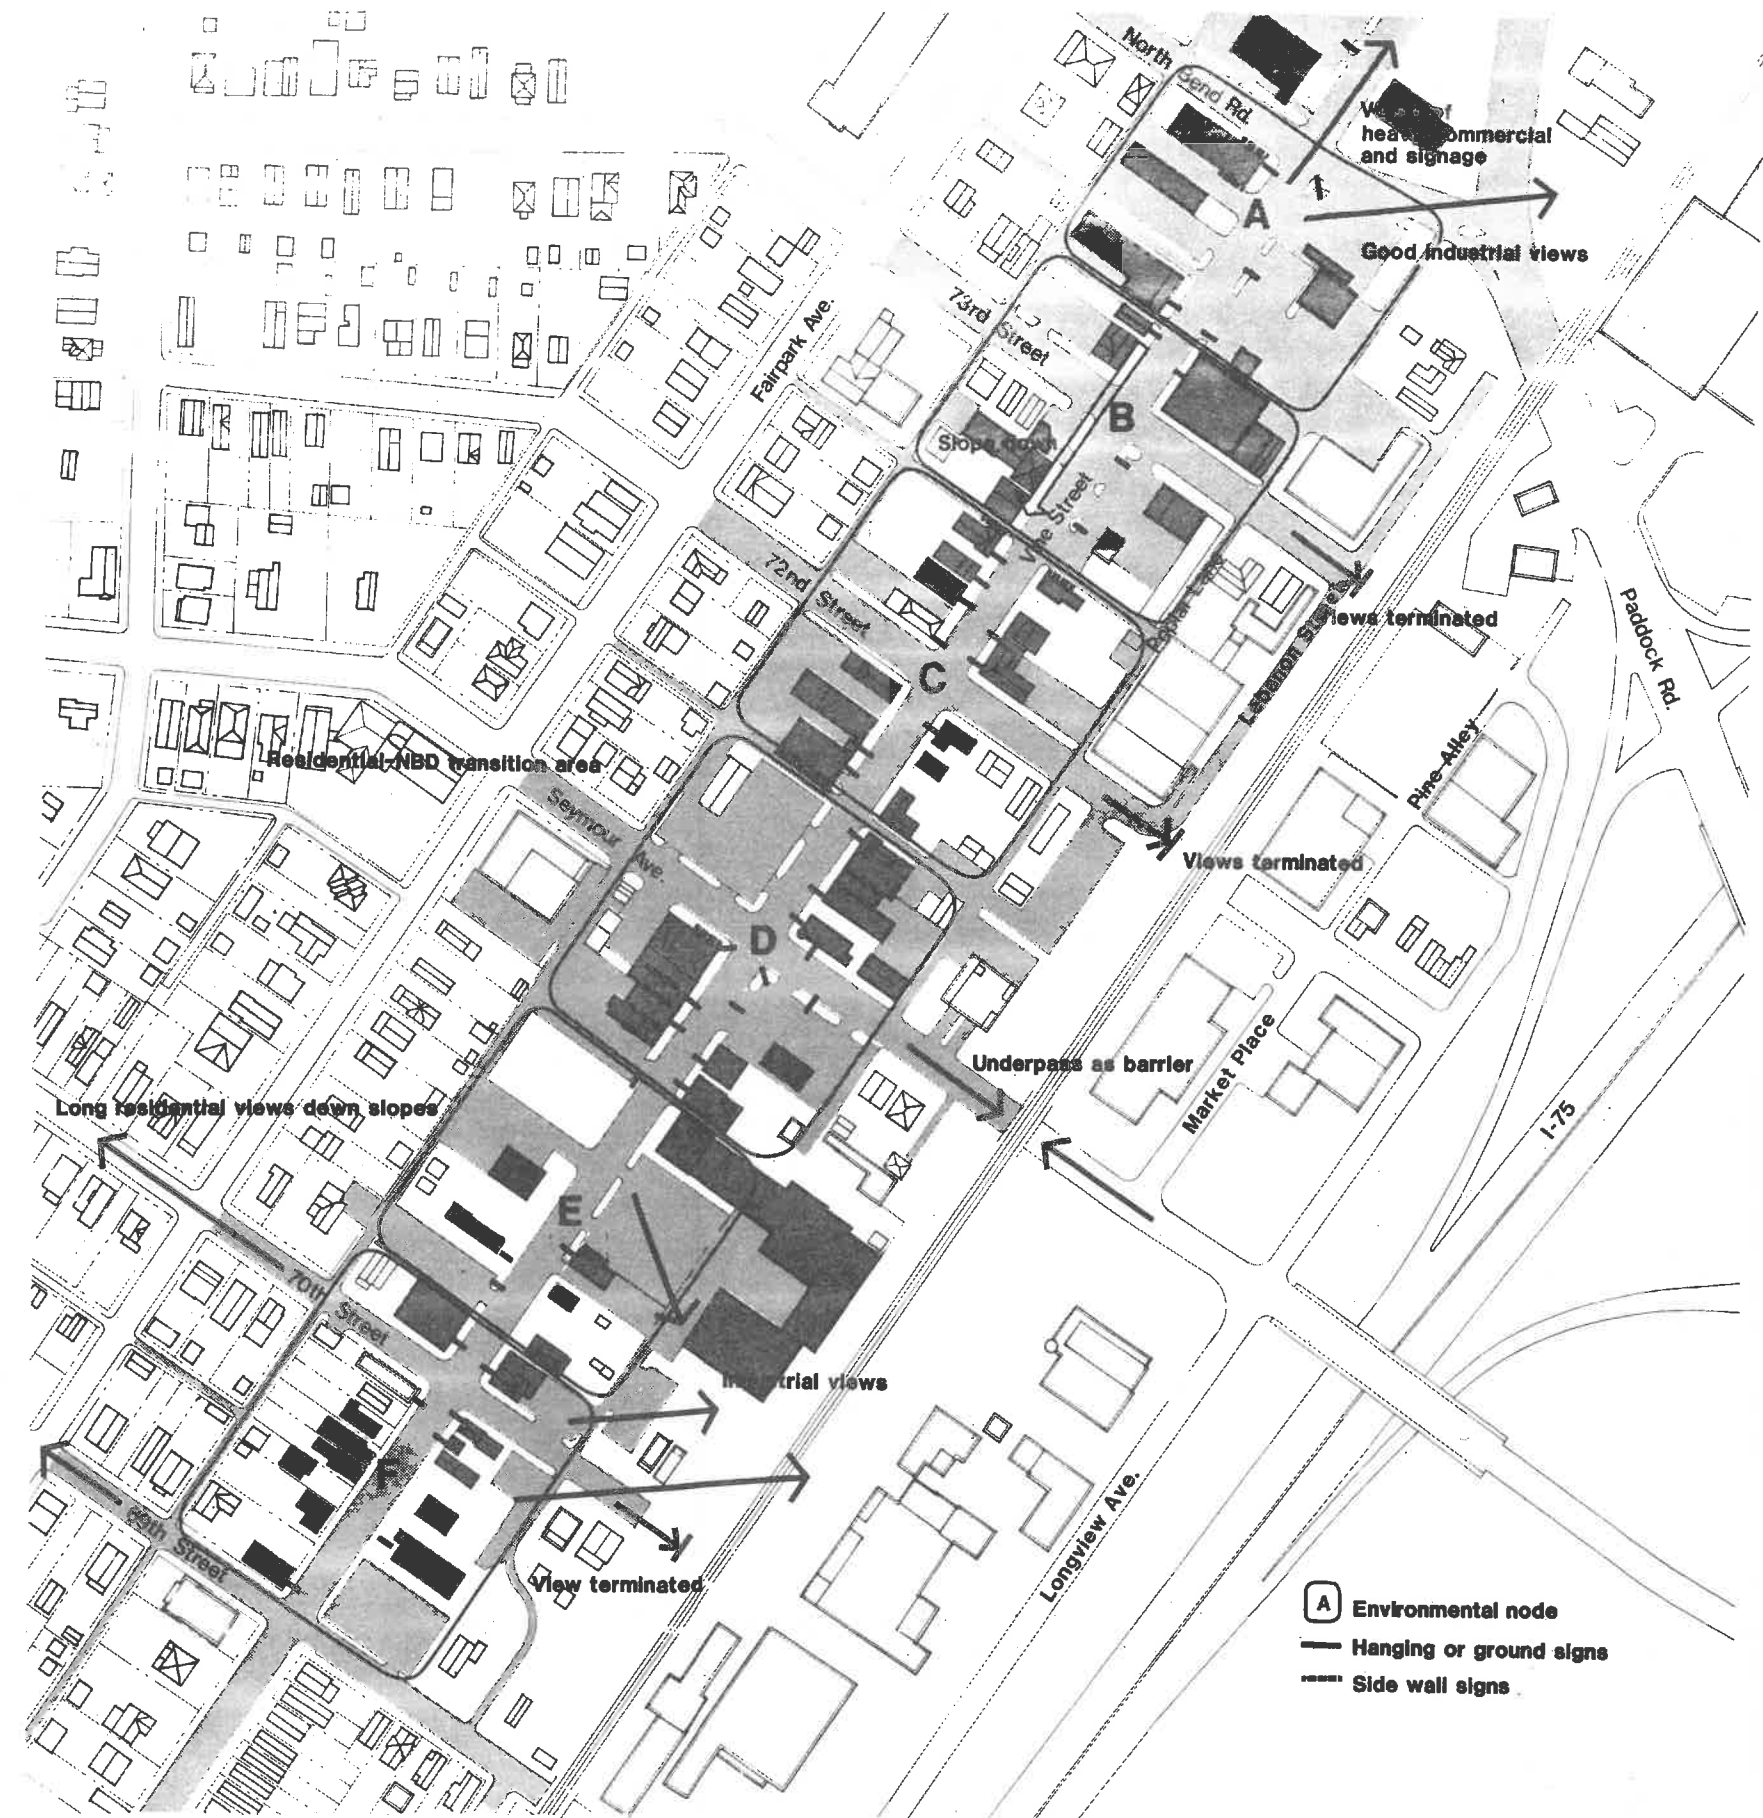 North
Bend Rd.
heavy commercial
and signage
A
Good industrial views
73rd
Street
Fairpark Ave.
B
Slope down
Vine Street
72nd
Street
Poplar
Views terminated
Lebanon
Paddock Rd.
C
Pine Alley
Residential-NBD transition area
Seymour
Ave.
Views terminated
D
Underpass as barrier
Market Place
I-75
Long residential views down slopes
E
70th
Street
Industrial views
F
69th
Street
View terminated
Longview Ave.
A Environmental node
Hanging or ground signs
Side wall signs